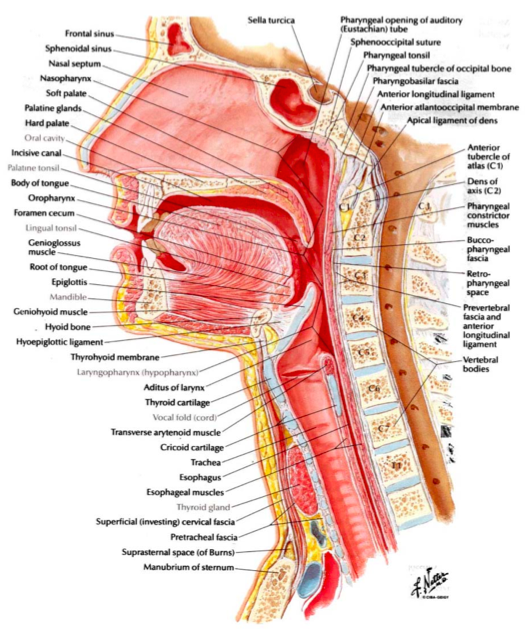 Sella turcica
Frontal sinus
Sphenoidal sinus
Nasal septum
Nasopharynx
Soft palate
Palatine glands
Hard palate
Oral cavity
Incisive canal
Palatine tonsil
Body of tongue
Oropharynx
Foramen cecum
Lingual tonsil
Genioglossus
muscle
Root of tongue
Epiglottis
Mandible
Geniohyoid muscle
Hyoid bone
Hyoepiglottic ligament
Thyrohyoid membrane
Laryngopharynx (hypopharynx)
Aditus of larynx
Thyroid cartilage
Vocal fold (cord)
Transverse arytenoid muscle
Cricoid cartilage
Trachea
Esophagus
Esophageal muscles
Thyroid gland
Superficial (investing) cervical fascia
Pretracheal fascia
Suprasternal space (of Burns)
Manubrium of sternum
Pharyngeal opening of auditory
(Eustachian) tube
Sphenooccipital suture
Pharyngeal tonsil
Pharyngeal tubercle of occipital bone
Pharyngobasilar fascia
Anterior longitudinal ligament
Anterior atlantooccipital membrane
Apical ligament of dens
Anterior
tubercle of
atlas (C1)
Dens of
axis (C2)
Pharyngeal
constrictor
muscles
Bucco-
pharyngeal
fascia
Retro-
pharyngeal
space
Prevertebral
fascia and
anterior
longitudinal
ligament
Vertebral
bodies
C1
C1
C2
C3
C4
C5
C6
C7
T1
F. Netter
M.D.